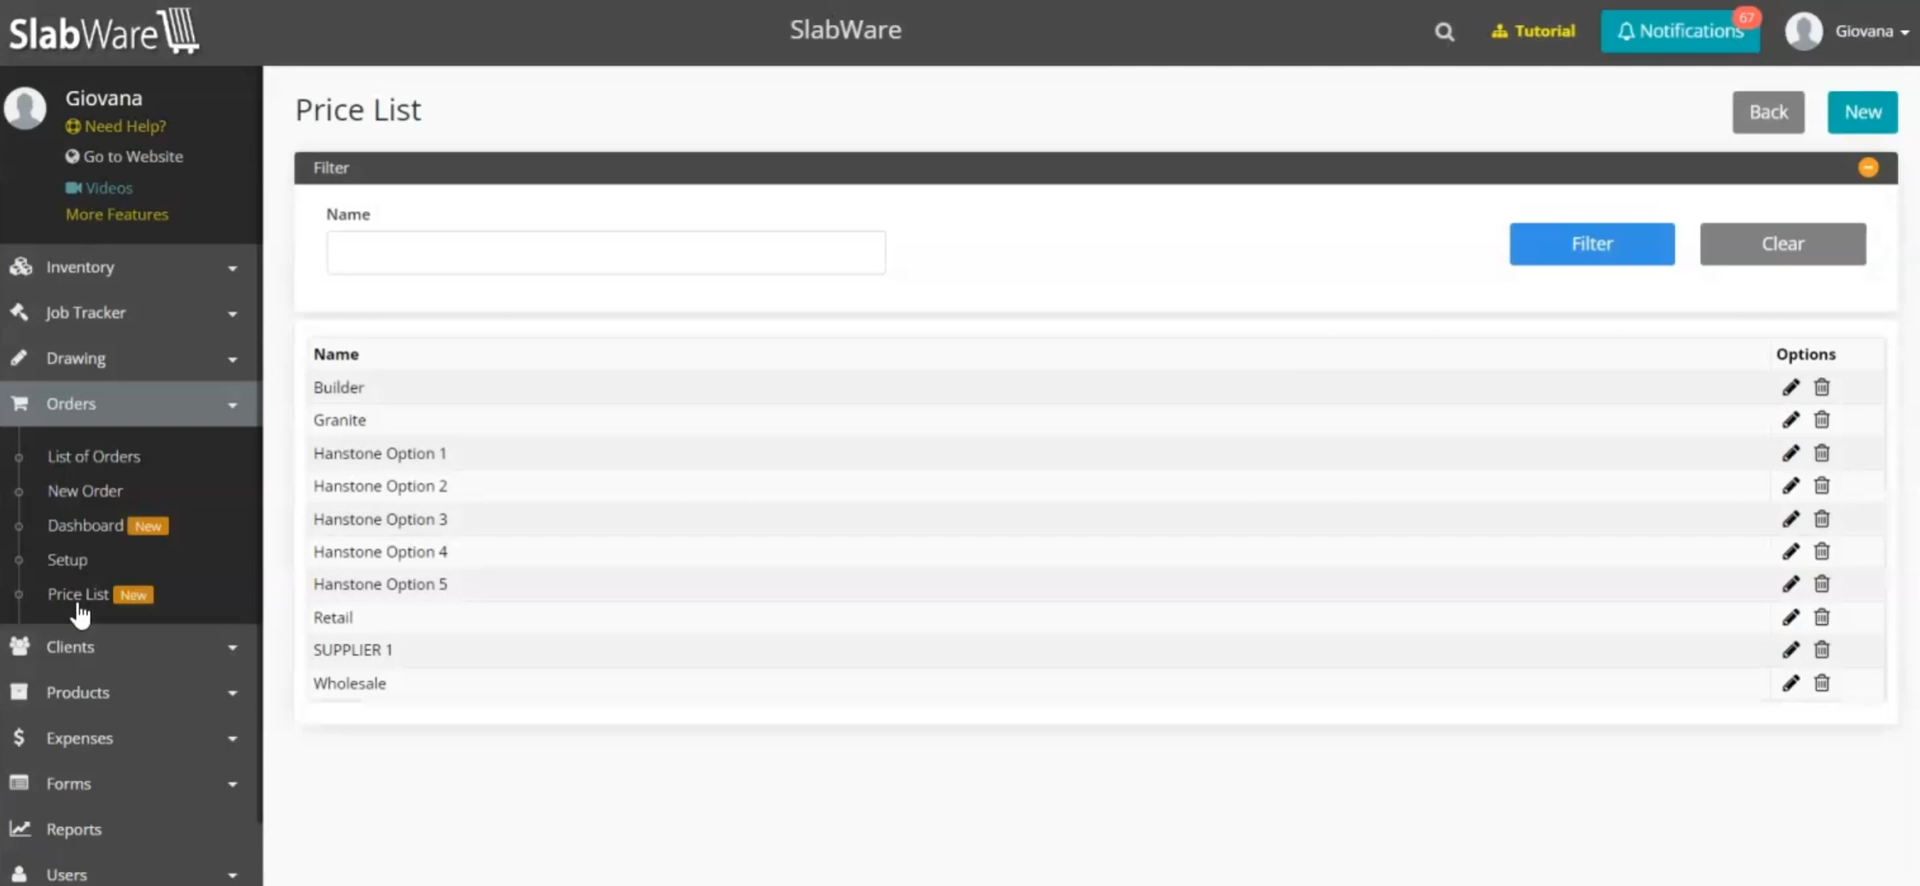 SlabWare
SlabWare
Tutorial
Notifications
67
Giovana
Giovana
Need Help?
Go to Website
Videos
More Features
Inventory
Job Tracker
Drawing
Orders
List of Orders
New Order
Dashboard New
Setup
Price List New
Clients
Products
Expenses
Forms
Reports
Users
Price List
Back
New
Filter
Name
Filter
Clear
Name Options
Builder
Granite
Hanstone Option 1
Hanstone Option 2
Hanstone Option 3
Hanstone Option 4
Hanstone Option 5
Retail
SUPPLIER 1
Wholesale